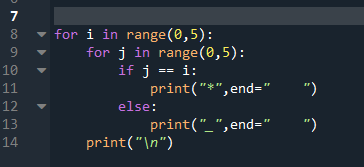 7
8 for i in range(0,5):
9     for j in range(0,5):
10         if j == i:
11             print("*",end="    ")
12         else:
13             print("_",end="    ")
14     print("\n")